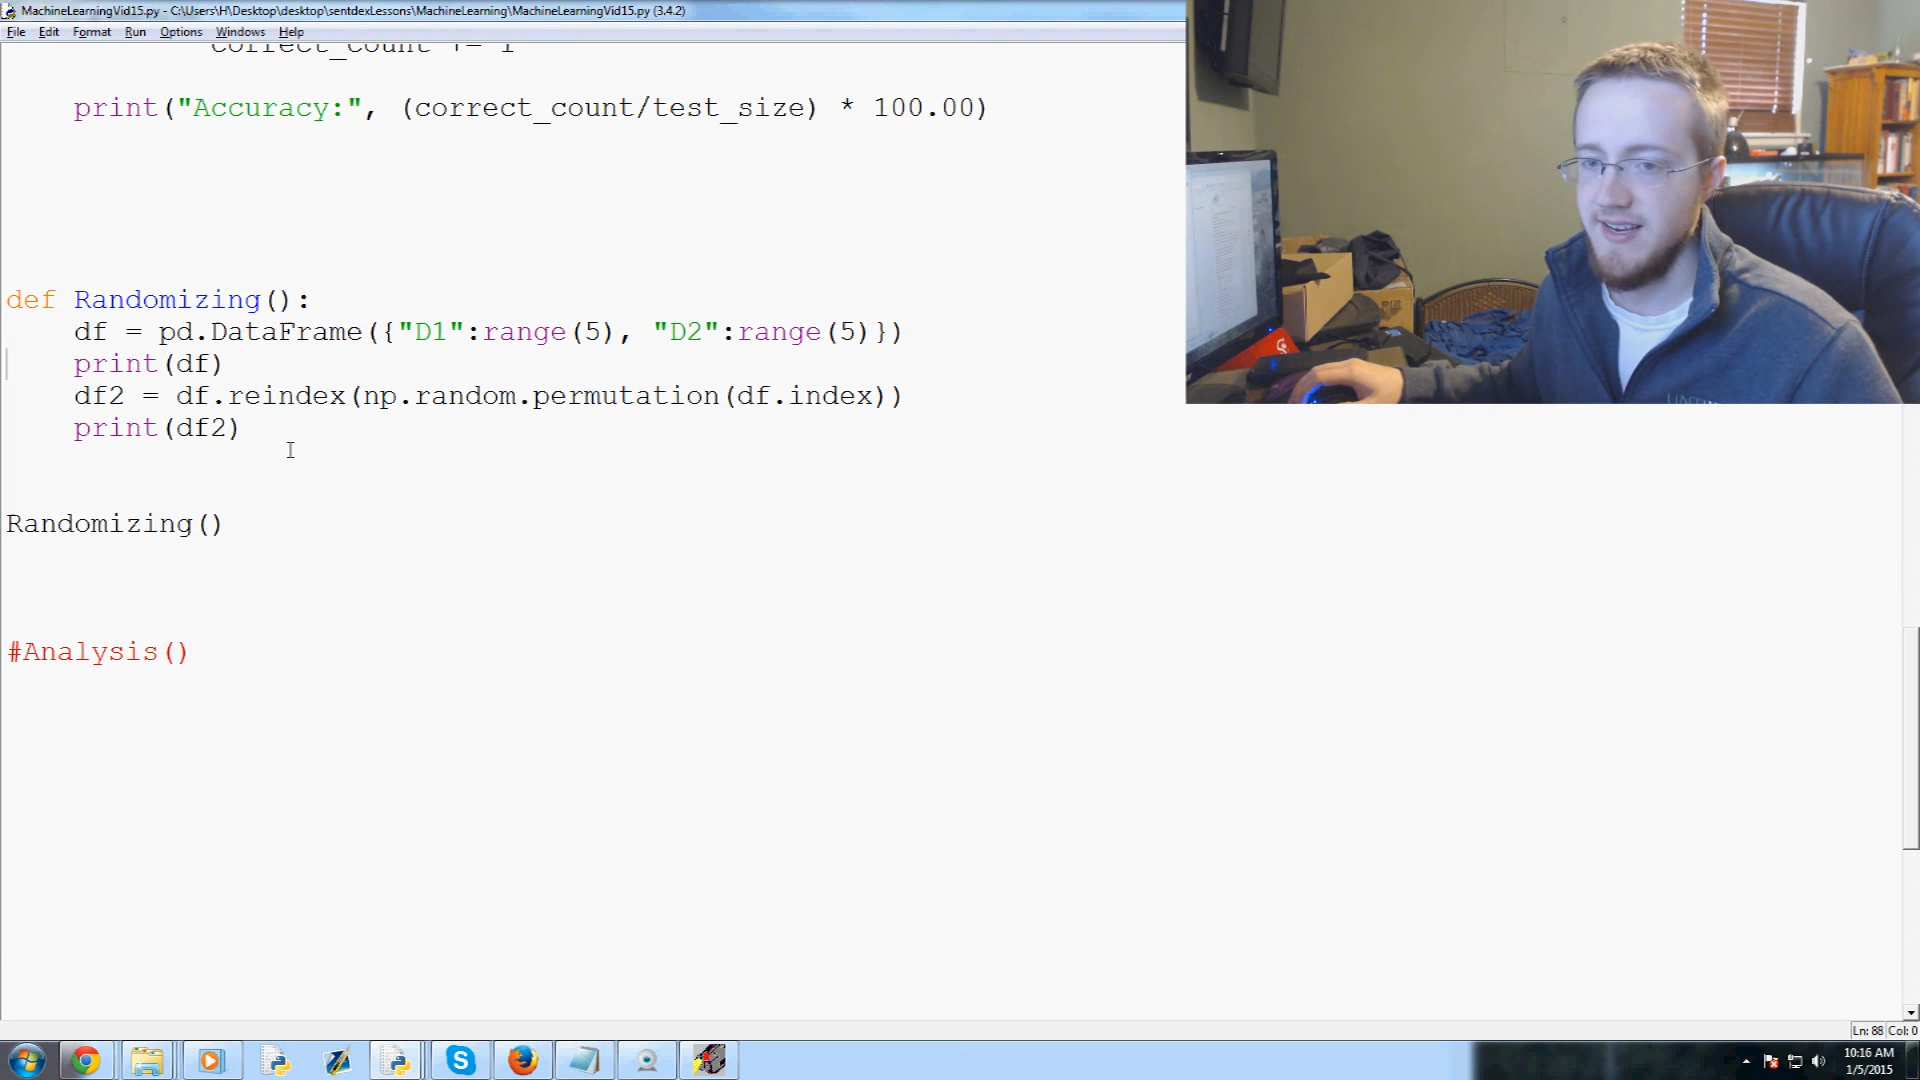 MachineLearningVid15.py - C:\Users\H\Desktop\desktop\sentdexLessons\MachineLearning\MachineLearningVid15.py (3.4.2)
File Edit Format Run Options Windows Help
correct_count += 1
print("Accuracy:", (correct_count/test_size) * 100.00)
def Randomizing():
df = pd.DataFrame({"D1":range(5), "D2":range(5)})
print(df)
df2 = df.reindex(np.random.permutation(df.index))
print(df2)
Randomizing()
#Analysis()
Ln: 88 Col: 0
10:16 AM
1/5/2015